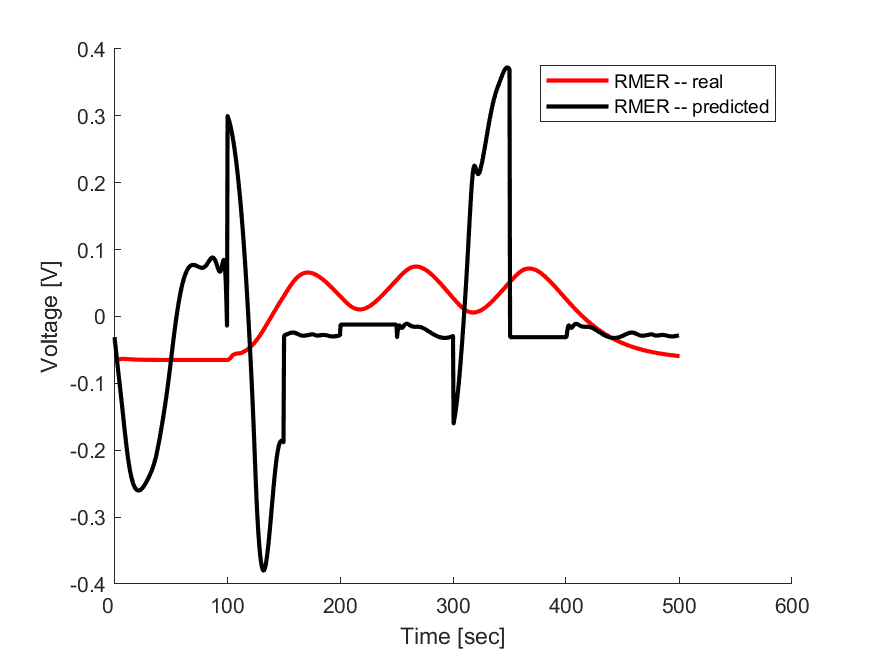 RMER -- real
RMER -- predicted
0.4
0.3
0.2
0.1
0
-0.1
-0.2
-0.3
-0.4
Voltage [V]
0 100 200 300 400 500 600
Time [sec]